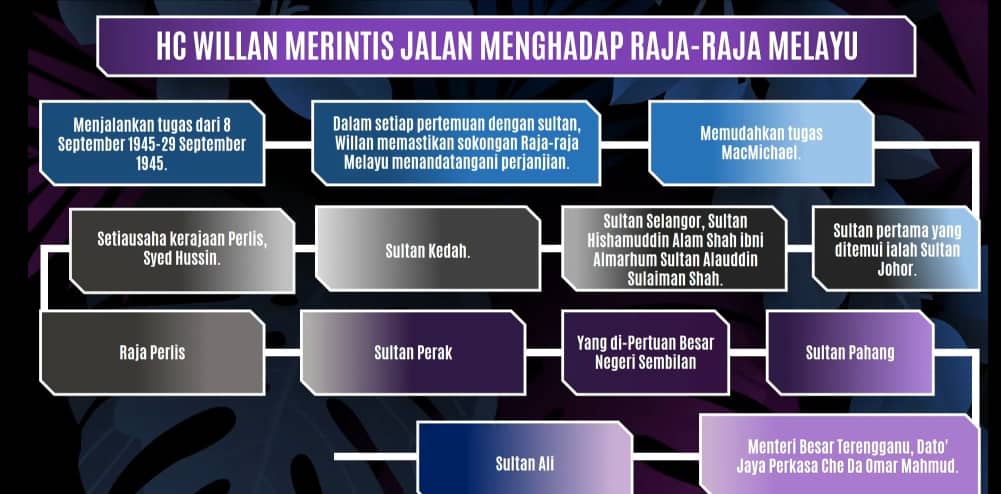 HC WILLAN MERINTIS JALAN MENGHADAP RAJA-RAJA MELAYU
Menjalankan tugas dari 8
September 1945-29 September
1945.
Dalam setiap pertemuan dengan sultan,
Willan memastikan sokongan Raja-raja
Melayu menandatangani perjanjian.
Memudahkan tugas
MacMichael.
Sultan pertama yang
ditemui ialah Sultan
Johor.
Sultan Selangor, Sultan
Hishamuddin Alam Shah ibni
Almarhum Sultan Alauddin
Sulaiman Shah.
Sultan Kedah.
Setiausaha kerajaan Perlis,
Syed Hussin.
Raja Perlis
Sultan Perak
Yang di-Pertuan Besar
Negeri Sembilan
Sultan Pahang
Menteri Besar Terengganu, Dato'
Jaya Perkasa Che Da Omar Mahmud.
Sultan Ali